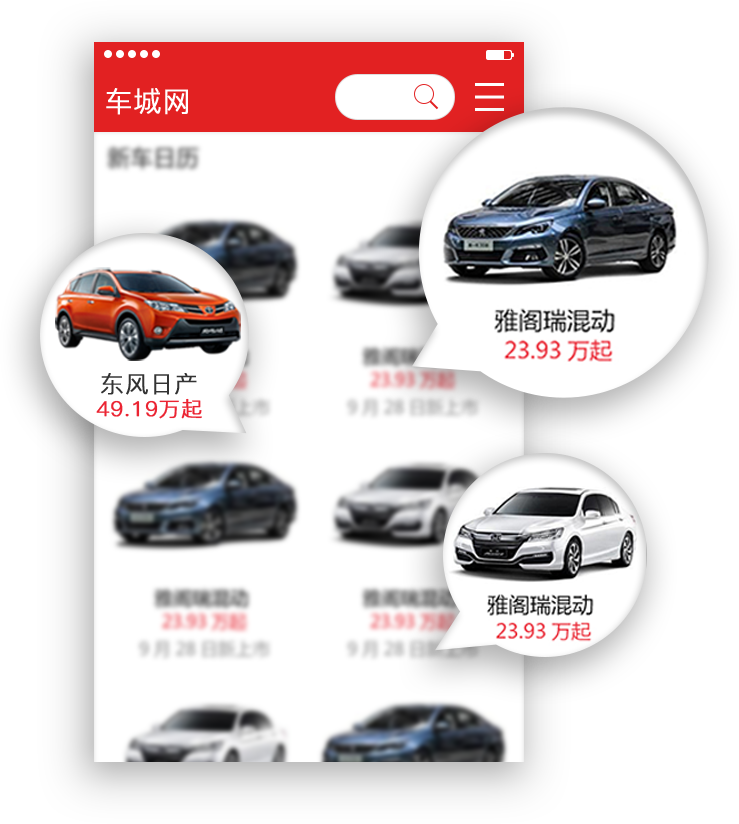 车城网
新车日历
雅阁瑞混动
23.93 万起
东风日产
49.19万起
9 月 28 日新上市
雅阁瑞混动
23.93 万起
雅阁瑞混动
23.93 万起
9 月 28 日新上市
雅阁瑞混动
23.93 万起
9 月 28 日新上市
雅阁瑞混动
23.93 万起